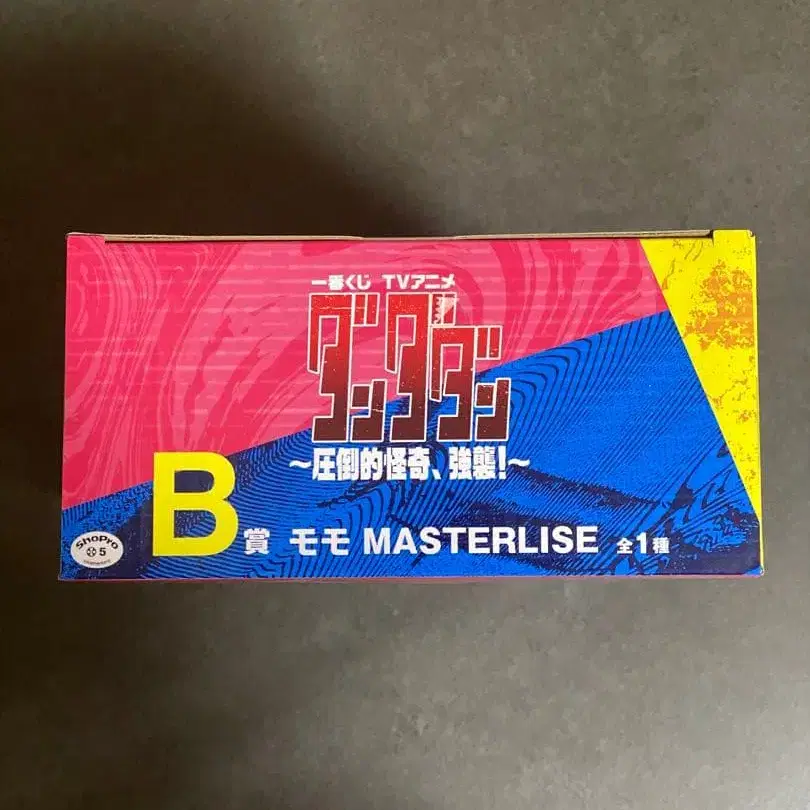 一番くじ TVアニメ
ダンダダン
～圧倒的怪奇、強襲!～
B賞 モモ MASTERLISE 全1種
ShoPro
5